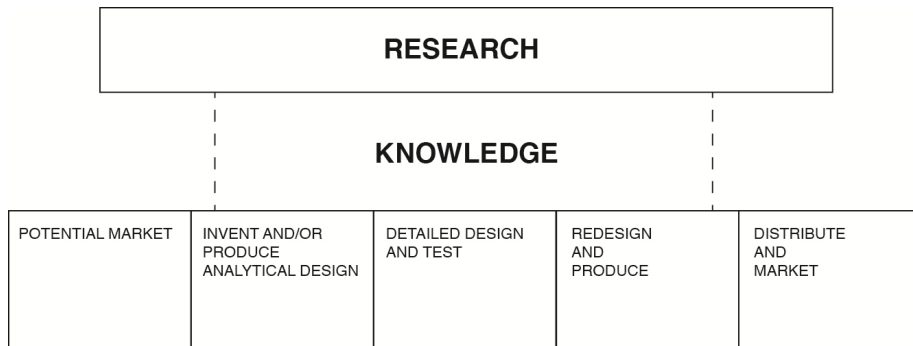 RESEARCH
KNOWLEDGE
POTENTIAL MARKET
INVENT AND/OR
PRODUCE
ANALYTICAL DESIGN
DETAILED DESIGN
AND TEST
REDESIGN
AND
PRODUCE
DISTRIBUTE
AND
MARKET